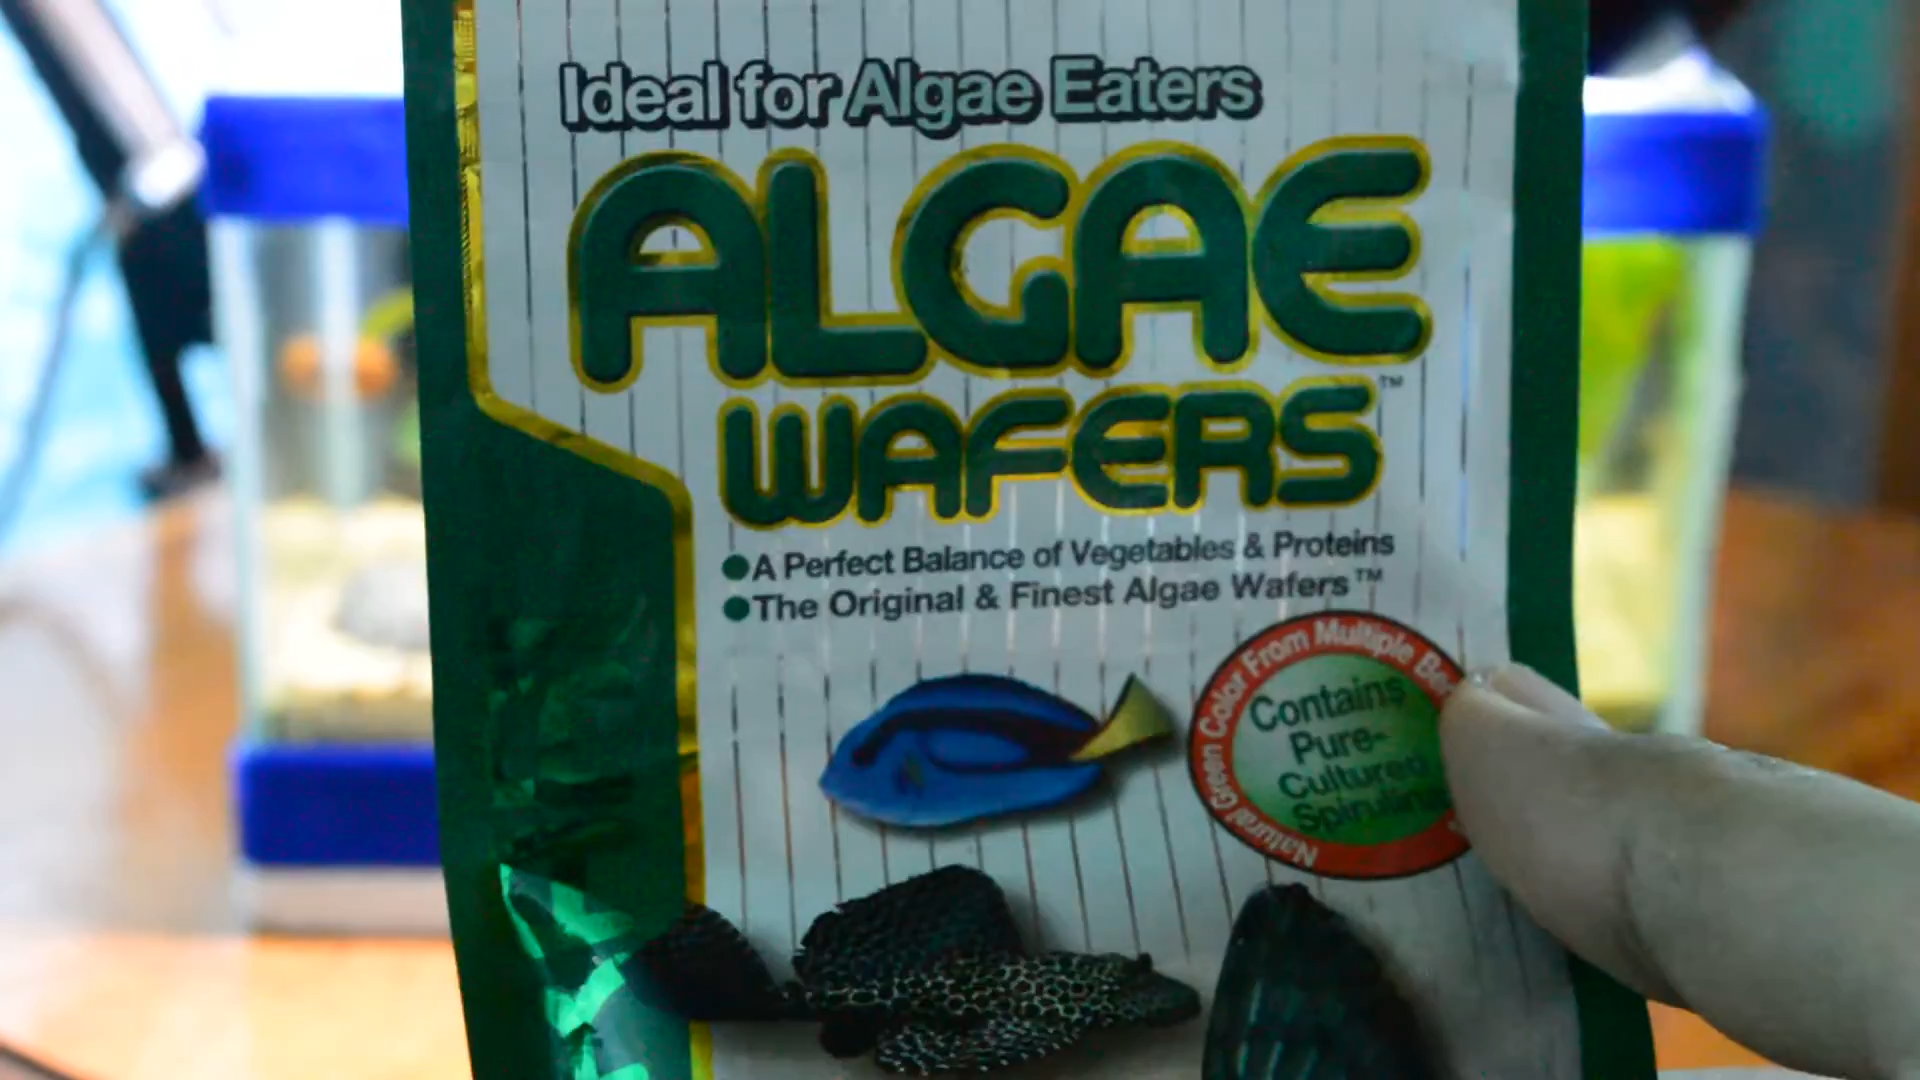 Ideal for Algae Eaters
ALGAE
WAFERS™
●A Perfect Balance of Vegetables & Proteins
●The Original & Finest Algae Wafers™
Natural Green Color From Multiple
Contains
Pure-
Cultured
Spirulina